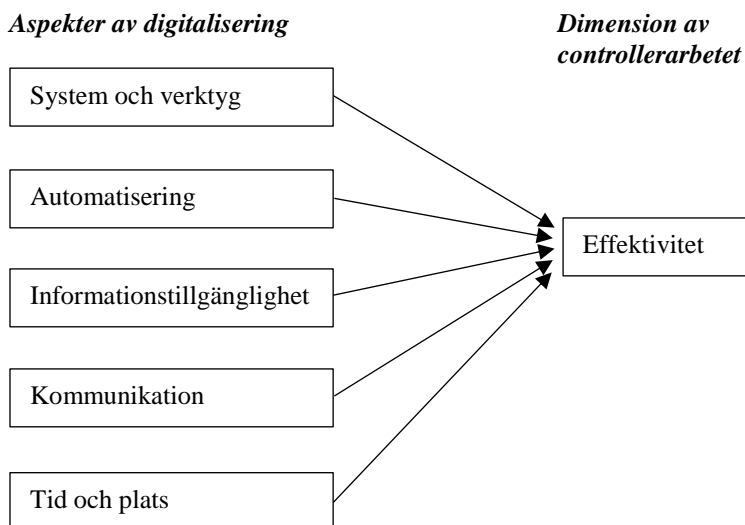 Aspekter av digitalisering
Dimension av
controllerarbetet
System och verktyg
Automatisering
Effektivitet
Informationstillgänglighet
Kommunikation
Tid och plats